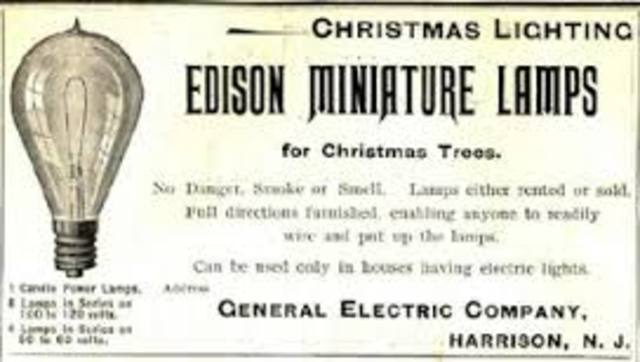 CHRISTMAS LIGHTING
EDISON MINIATURE LAMPS
for Christmas Trees.
No Danger, Smoke or Smell. Lamps either rented or sold.
Full directions furnished, enabling anyone to readily
wire and put up the lamps.
Can be used only in houses having electric lights.
1 Candle Power Lamps.
8 Lamps in Series on
100 to 120 volts.
4 Lamps in Series on
50 to 60 volts.
Address
GENERAL ELECTRIC COMPANY,
HARRISON, N. J.